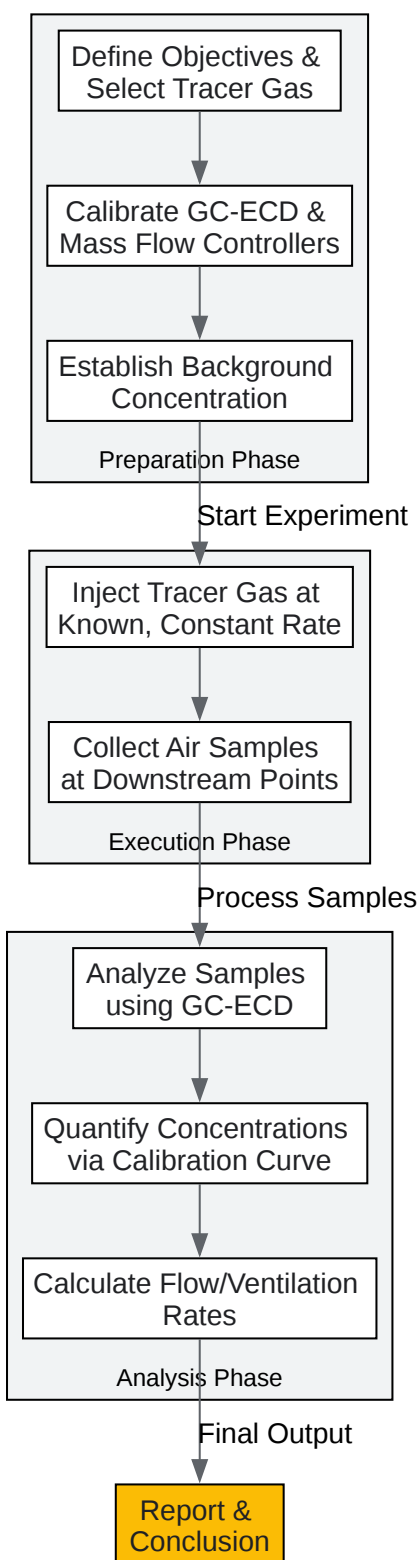 Define Objectives &
Select Tracer Gas
Calibrate GC-ECD &
Mass Flow Controllers
Establish Background
Concentration
Preparation Phase
Start Experiment
Inject Tracer Gas at
Known, Constant Rate
Collect Air Samples
at Downstream Points
Execution Phase
Process Samples
Analyze Samples
using GC-ECD
Quantify Concentrations
via Calibration Curve
Calculate Flow/Ventilation
Rates
Analysis Phase
Final Output
Report &
Conclusion